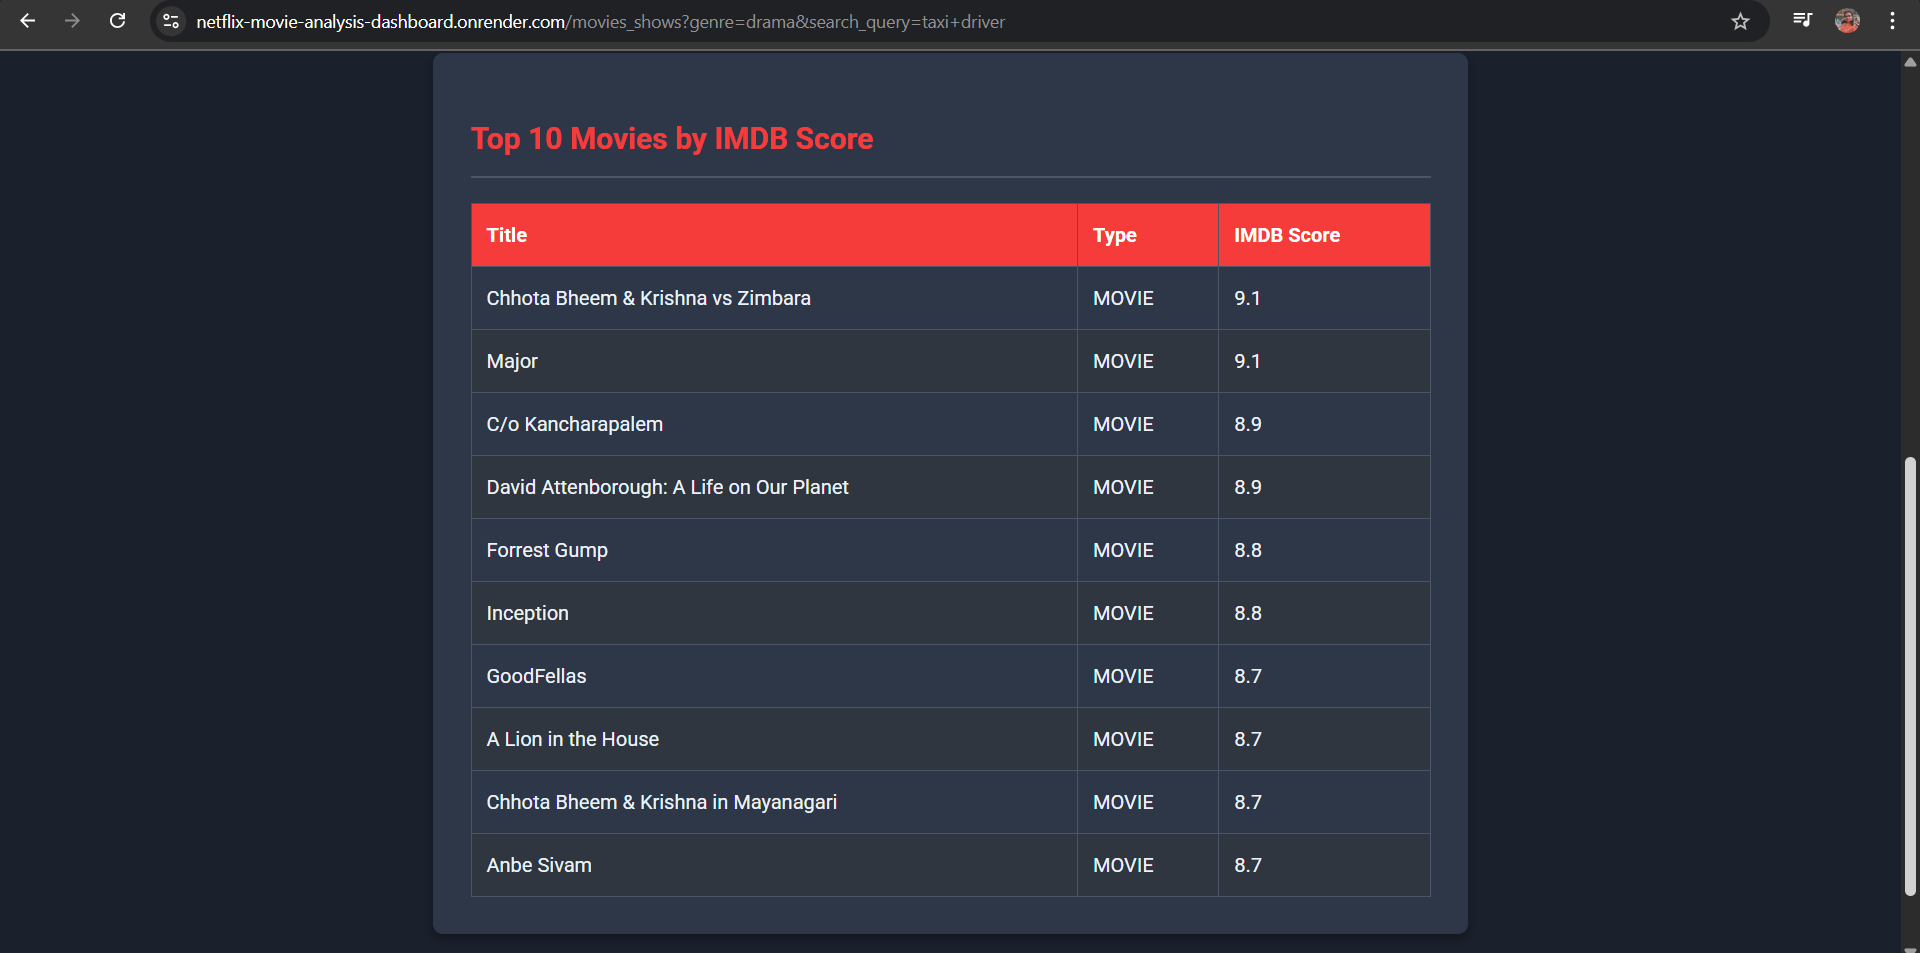 netflix-movie-analysis-dashboard.onrender.com/movies_shows?genre=drama&search_query=taxi+driver
Top 10 Movies by IMDB Score
Title Type IMDB Score
Chhota Bheem & Krishna vs Zimbara MOVIE 9.1
Major MOVIE 9.1
C/o Kancharapalem MOVIE 8.9
David Attenborough: A Life on Our Planet MOVIE 8.9
Forrest Gump MOVIE 8.8
Inception MOVIE 8.8
GoodFellas MOVIE 8.7
A Lion in the House MOVIE 8.7
Chhota Bheem & Krishna in Mayanagari MOVIE 8.7
Anbe Sivam MOVIE 8.7